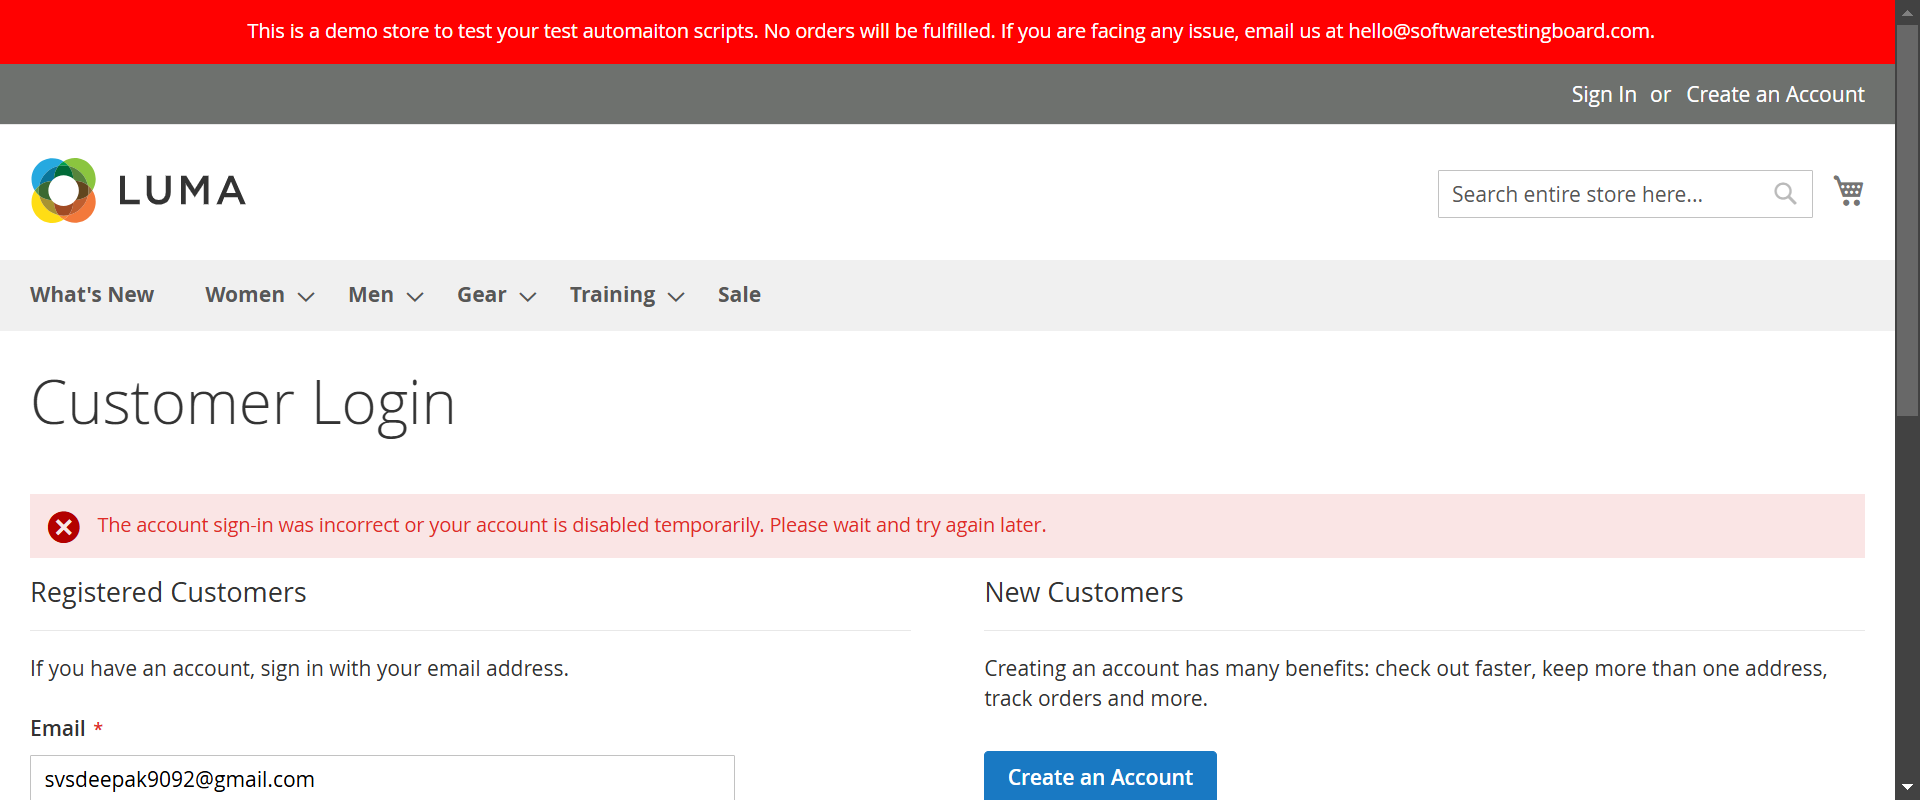 This is a demo store to test your test automaiton scripts. No orders will be fulfilled. If you are facing any issue, email us at hello@softwaretestingboard.com.
Sign In or Create an Account
LUMA
Search entire store here...
What's New Women Men Gear Training Sale
Customer Login
The account sign-in was incorrect or your account is disabled temporarily. Please wait and try again later.
Registered Customers
If you have an account, sign in with your email address.
Email *
svsdeepak9092@gmail.com
New Customers
Creating an account has many benefits: check out faster, keep more than one address,
track orders and more.
Create an Account